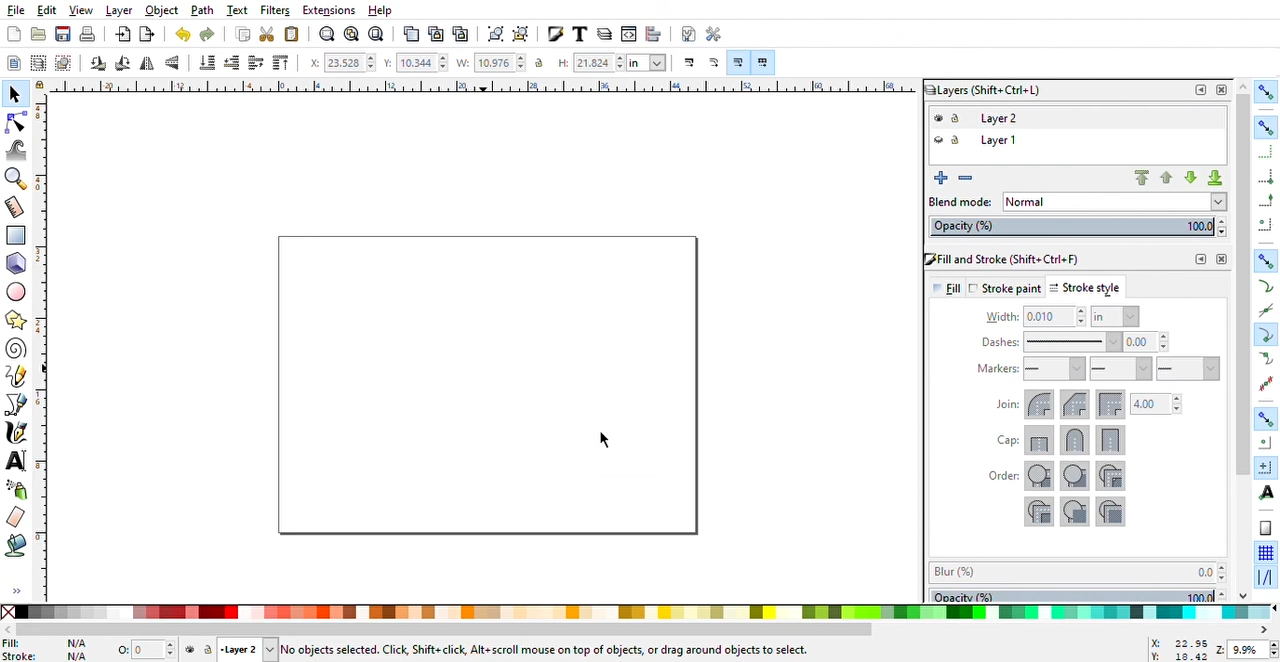 File Edit View Layer Object Path Text Filters Extensions Help
X: 23.528 Y: 10.344 W: 10.976 H: 21.824 in
Layers (Shift+Ctrl+L)
Layer 2
Layer 1
Blend mode: Normal
Opacity (%) 100.0
Fill and Stroke (Shift+Ctrl+F)
Fill Stroke paint Stroke style
Width: 0.010 in
Dashes: 0.00
Markers:
Join: 4.00
Cap:
Order:
Blur (%) 0.0
Opacity (%) 100.0
Fill: N/A
Stroke: N/A
O: 0
Layer 2
No objects selected. Click, Shift+click, Alt+scroll mouse on top of objects, or drag around objects to select.
X: 22.95
Y: 18.42
Z: 9.9%